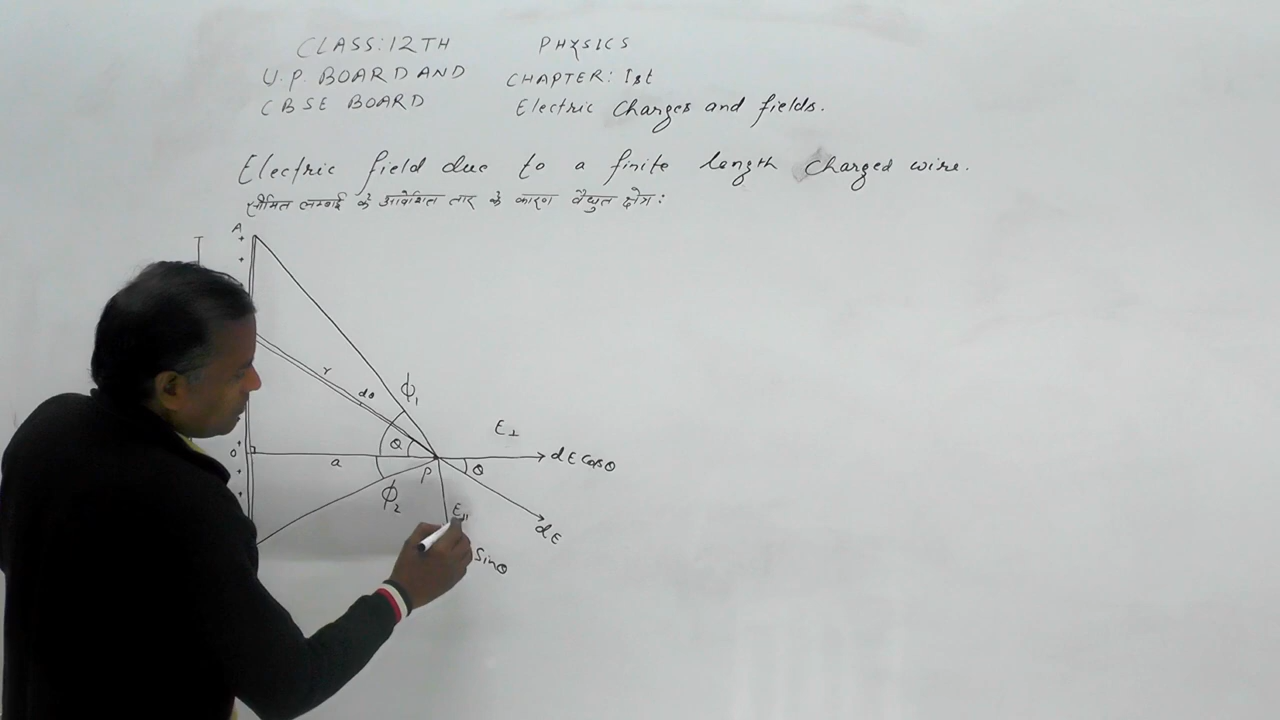 CLASS: 12TH PHYSICS
U.P. BOARD AND CHAPTER: Ist
CBSE BOARD Electric Charges and fields.
Electric field due to a finite length charged wire.
सीमित लम्बाई के आवेशित तार के कारण वैद्युत क्षेत्र:
A
+
+
r
dθ
ϕ1
E⊥
+
O
θ
dE Cosθ
a
P
θ
+
ϕ2
+
E||
dE
Sinθ